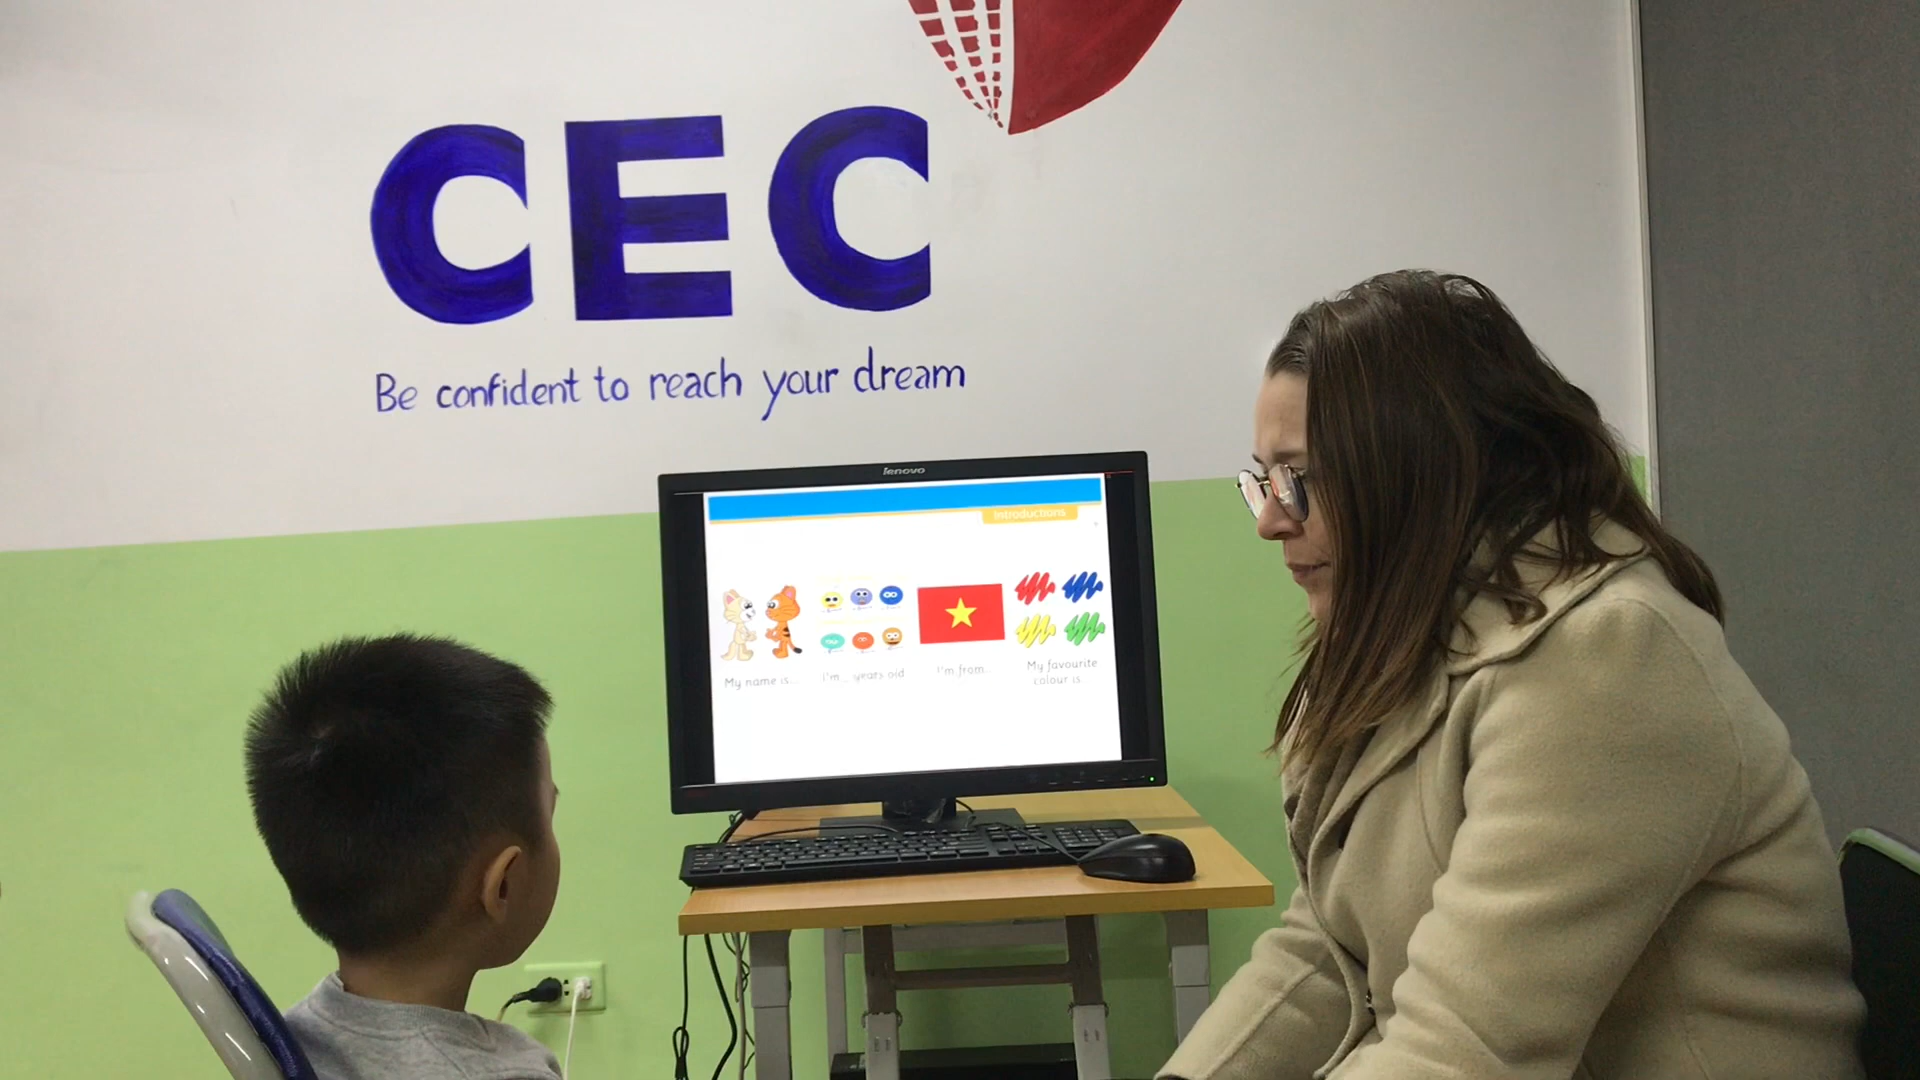 CEC
Be confident to reach your dream
lenovo
Introductions
My name is...
I'm _ years old
I'm from...
My favourite
colour is